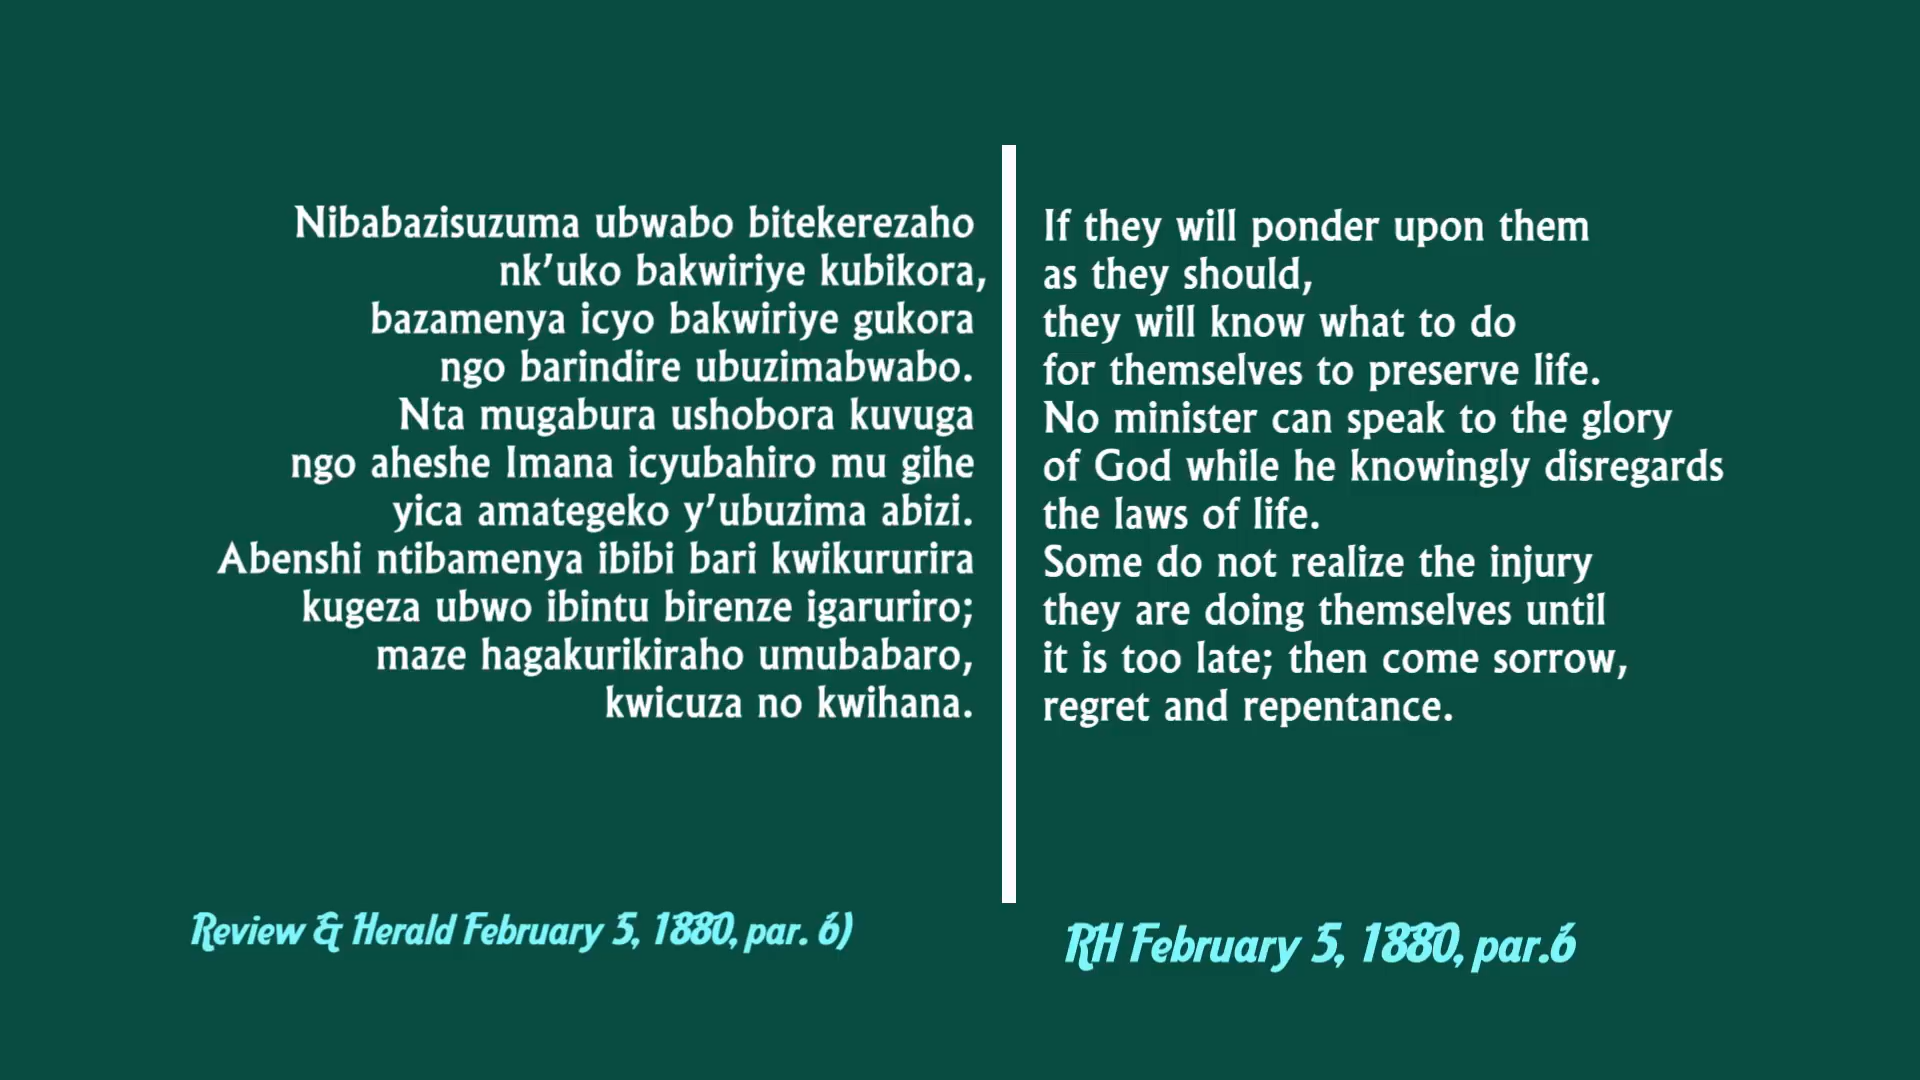 Nibabazisuzuma ubwabo bitekerezaho
nk’uko bakwiriye kubikora,
bazamenya icyo bakwiriye gukora
ngo barindire ubuzimabwabo.
Nta mugabura ushobora kuvuga
ngo aheshe Imana icyubahiro mu gihe
yica amategeko y’ubuzima abizi.
Abenshi ntibamenya ibibi bari kwikururira
kugeza ubwo ibintu birenze igaruriro;
maze hagakurikiraho umubabaro,
kwicuza no kwihana.
Review & Herald February 5, 1880, par. 6)
If they will ponder upon them
as they should,
they will know what to do
for themselves to preserve life.
No minister can speak to the glory
of God while he knowingly disregards
the laws of life.
Some do not realize the injury
they are doing themselves until
it is too late; then come sorrow,
regret and repentance.
RH February 5, 1880, par.6